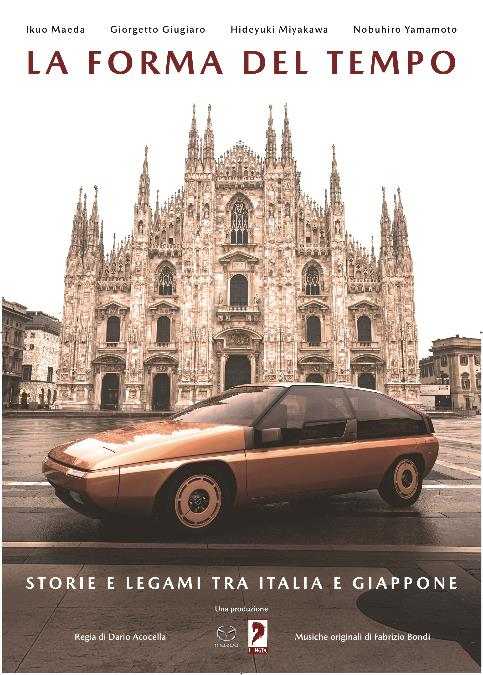 Ikuo Maeda Giorgetto Giugiaro Hideyuki Miyakawa Nobuhiro Yamamoto
LA FORMA DEL TEMPO
STORIE E LEGAMI TRA ITALIA E GIAPPONE
Una produzione
Regia di Dario Acocella
mazda
Musiche originali di Fabrizio Bondi